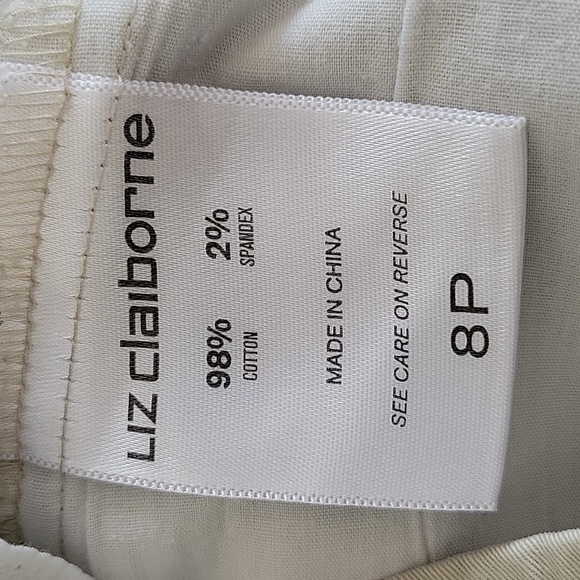 Liz claiborne
98% 2%
COTTON SPANDEX
MADE IN CHINA
SEE CARE ON REVERSE
8P